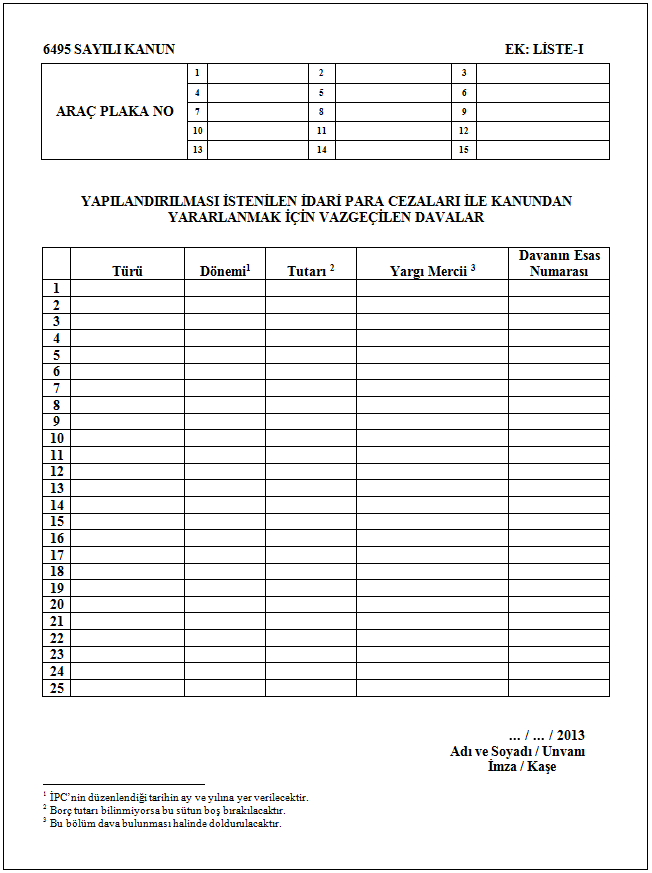 6495 SAYILI KANUN EK: LİSTE-I
1 2 3
4 5 6
ARAÇ PLAKA NO 7 8 9
10 11 12
13 14 15
YAPILANDIRILMASI İSTENİLEN İDARİ PARA CEZALARI İLE KANUNDAN
YARARLANMAK İÇİN VAZGEÇİLEN DAVALAR
Türü Dönemi¹ Tutarı ² Yargı Mercii ³ Davanın Esas
Numarası
1
2
3
4
5
6
7
8
9
10
11
12
13
14
15
16
17
18
19
20
21
22
23
24
25
... / ... / 2013
Adı ve Soyadı / Unvanı
İmza / Kaşe
¹ İPC’nin düzenlendiği tarihin ay ve yılına yer verilecektir.
² Borç tutarı bilinmiyorsa bu sütun boş bırakılacaktır.
³ Bu bölüm dava bulunması halinde doldurulacaktır.